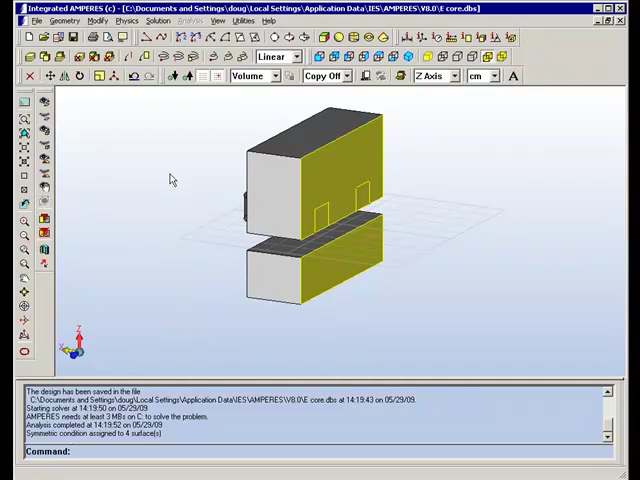 Integrated AMPERES (c) - [C:\Documents and Settings\doug\Local Settings\Application Data\IES\AMPERES\V8.0\E core.dbs]
File Geometry Modify Physics Solution Analysis View Utilities Help
Linear
Volume Copy Off Z Axis cm A
Z
X
The design has been saved in the file
C:\Documents and Settings\doug\Local Settings\Application Data\IES\AMPERES\V8.0\E core.dbs at 14:19:43 on 05/29/09.
Starting solver at 14:19:50 on 05/29/09
AMPERES needs at least 3 MBs on C: to solve the problem.
Analysis completed at 14:19:52 on 05/29/09
Symmetric condition assigned to 4 surface(s)
Command: